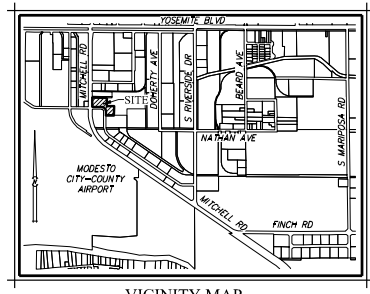 YOSEMITE BLVD
MITCHELL RD
DOHERTY AVE
S RIVERSIDE DR
BEARD AVE
S MARIPOSA RD
SITE
NATHAN AVE
MODESTO
CITY-COUNTY
AIRPORT
MITCHELL RD
FINCH RD
VICINITY MAP